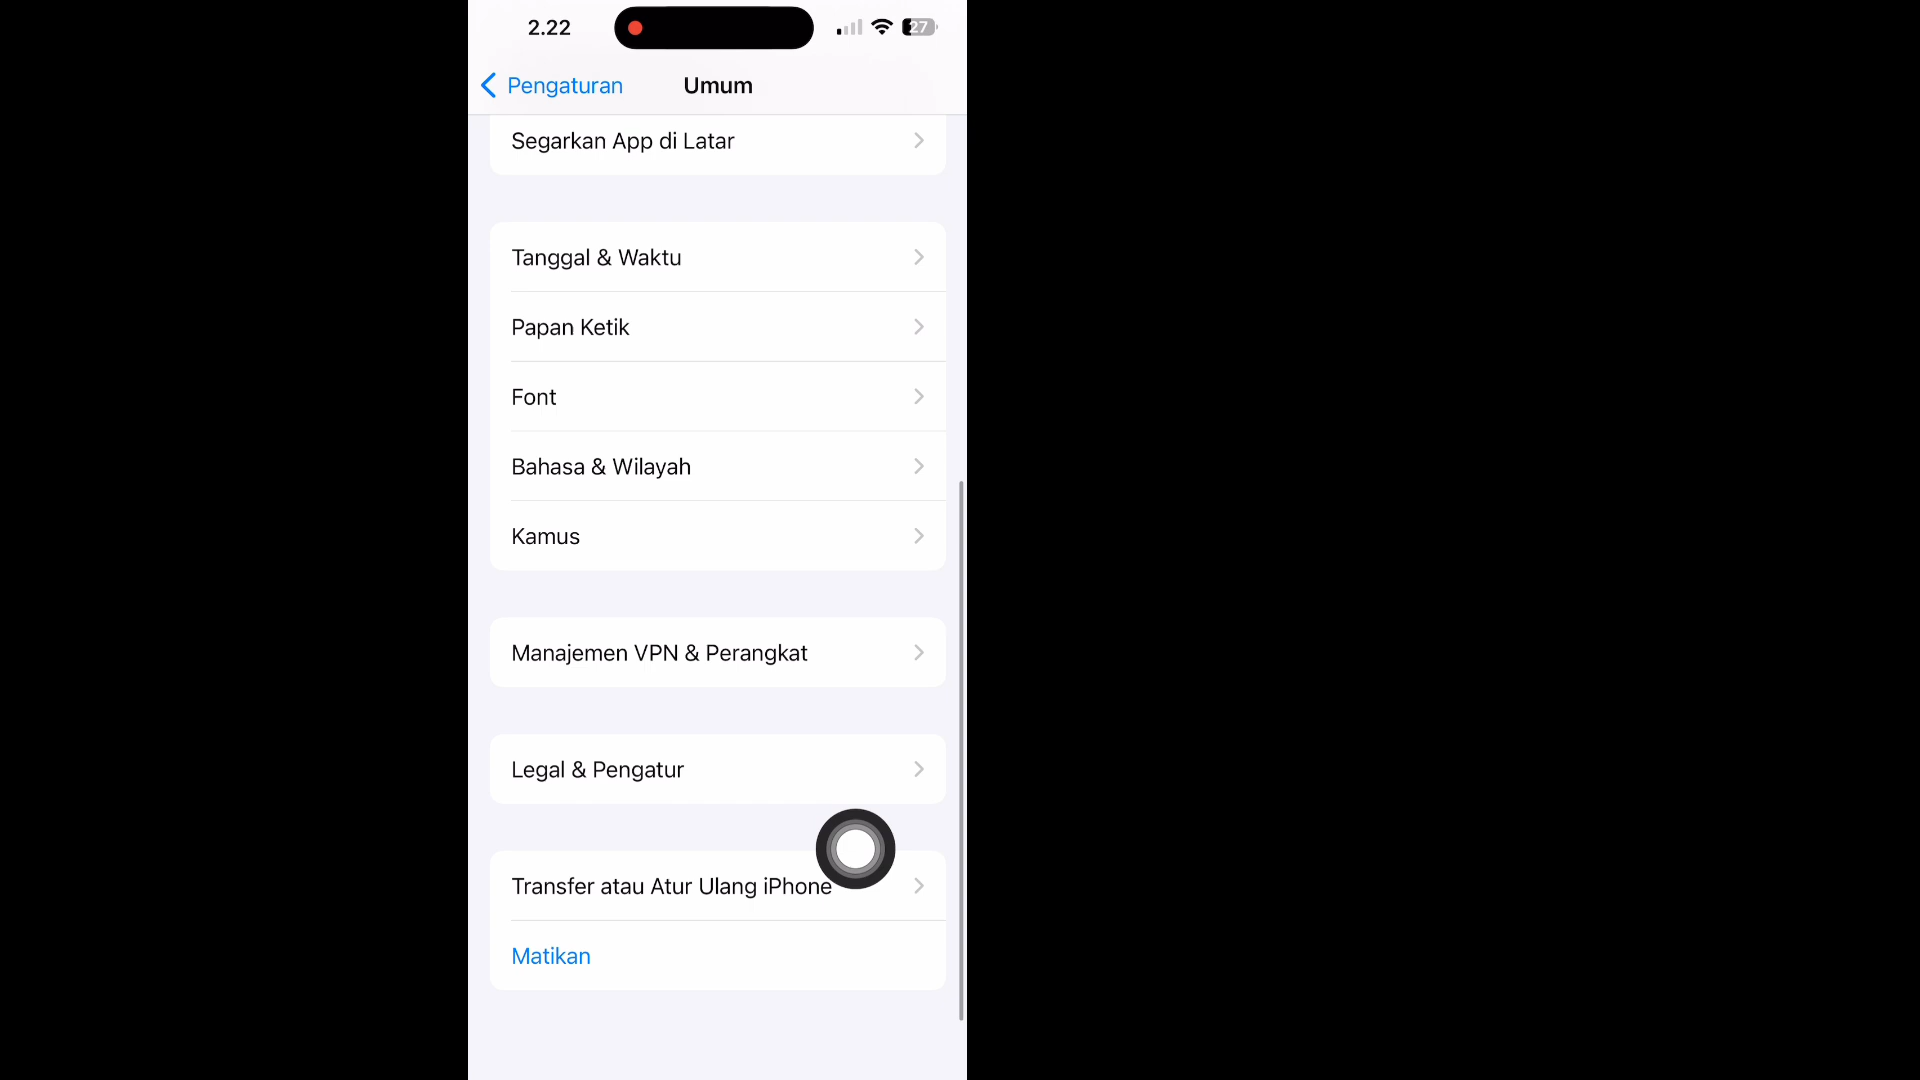 2.22
27
Pengaturan
Umum
Segarkan App di Latar
Tanggal & Waktu
Papan Ketik
Font
Bahasa & Wilayah
Kamus
Manajemen VPN & Perangkat
Legal & Pengatur
Transfer atau Atur Ulang iPhone
Matikan